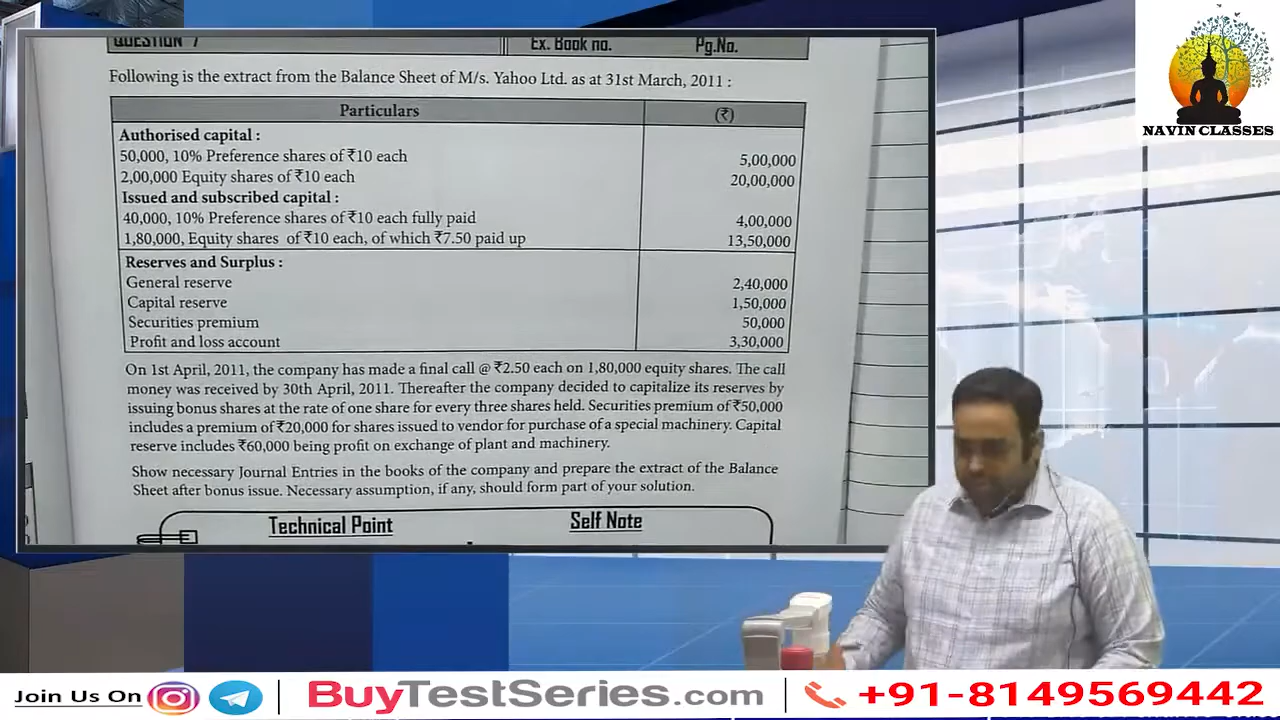 QUESTION 7 Ex. Book no. Pg.No.
Following is the extract from the Balance Sheet of M/s. Yahoo Ltd. as at 31st March, 2011 :
Particulars (₹)
Authorised capital :
50,000, 10% Preference shares of ₹10 each 5,00,000
2,00,000 Equity shares of ₹10 each 20,00,000
Issued and subscribed capital :
40,000, 10% Preference shares of ₹10 each fully paid 4,00,000
1,80,000, Equity shares of ₹10 each, of which ₹7.50 paid up 13,50,000
Reserves and Surplus :
General reserve 2,40,000
Capital reserve 1,50,000
Securities premium 50,000
Profit and loss account 3,30,000
On 1st April, 2011, the company has made a final call @ ₹2.50 each on 1,80,000 equity shares. The call
money was received by 30th April, 2011. Thereafter the company decided to capitalize its reserves by
issuing bonus shares at the rate of one share for every three shares held. Securities premium of ₹50,000
includes a premium of ₹20,000 for shares issued to vendor for purchase of a special machinery. Capital
reserve includes ₹60,000 being profit on exchange of plant and machinery.
Show necessary Journal Entries in the books of the company and prepare the extract of the Balance
Sheet after bonus issue. Necessary assumption, if any, should form part of your solution.
Technical Point Self Note
NAVIN CLASSES
Join Us On BuyTestSeries.com +91-8149569442